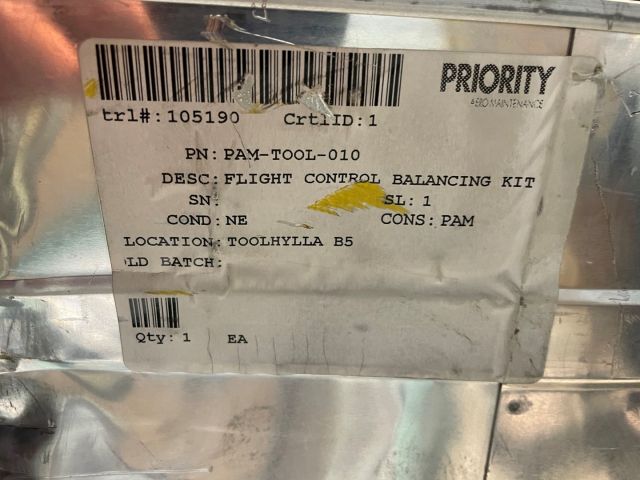 PRIORITY
AERO MAINTENANCE
trl#: 105190 CrtlID: 1
PN: PAM-TOOL-010
DESC: FLIGHT CONTROL BALANCING KIT
SN: SL: 1
COND: NE CONS: PAM
LOCATION: TOOLHYLLA B5
LD BATCH:
Qty: 1 EA